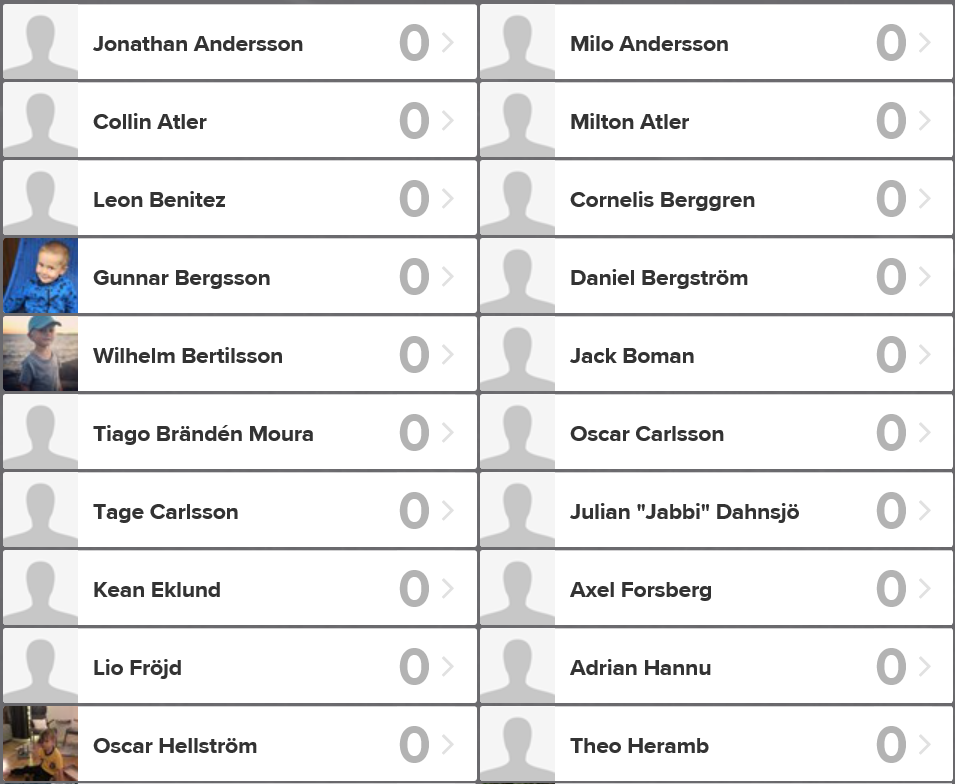 Jonathan Andersson 0
Milo Andersson 0
Collin Atler 0
Milton Atler 0
Leon Benitez 0
Cornelis Berggren 0
Gunnar Bergsson 0
Daniel Bergström 0
Wilhelm Bertilsson 0
Jack Boman 0
Tiago Brändén Moura 0
Oscar Carlsson 0
Tage Carlsson 0
Julian "Jabbi" Dahnsjö 0
Kean Eklund 0
Axel Forsberg 0
Lio Fröjd 0
Adrian Hannu 0
Oscar Hellström 0
Theo Heramb 0